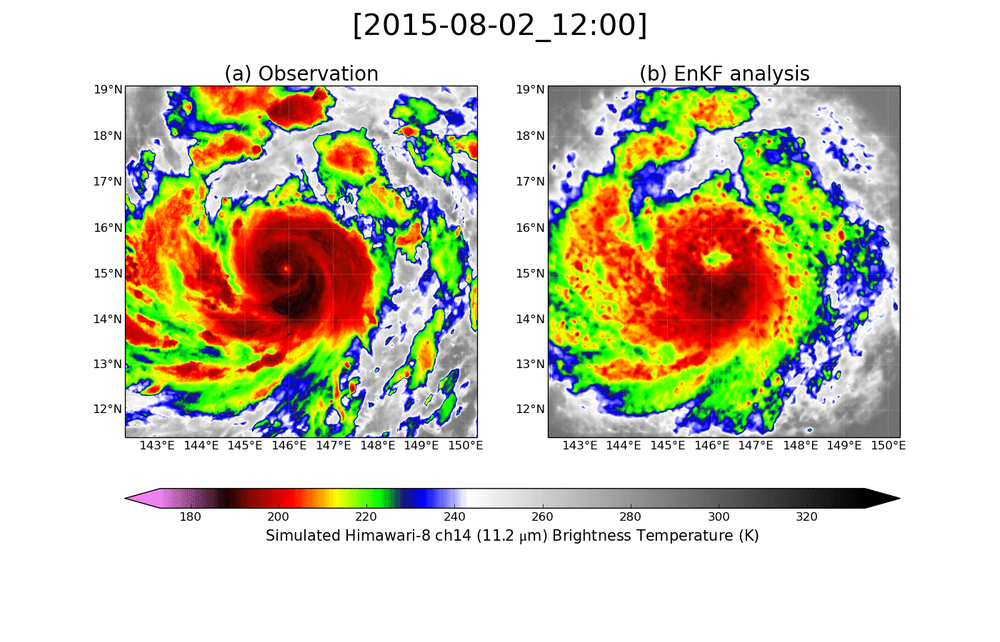 [2015-08-02_12:00]
(a) Observation
(b) EnKF analysis
19°N
18°N
17°N
16°N
15°N
14°N
13°N
12°N
143°E 144°E 145°E 146°E 147°E 148°E 149°E 150°E
19°N
18°N
17°N
16°N
15°N
14°N
13°N
12°N
143°E 144°E 145°E 146°E 147°E 148°E 149°E 150°E
180 200 220 240 260 280 300 320
Simulated Himawari-8 ch14 (11.2 μm) Brightness Temperature (K)